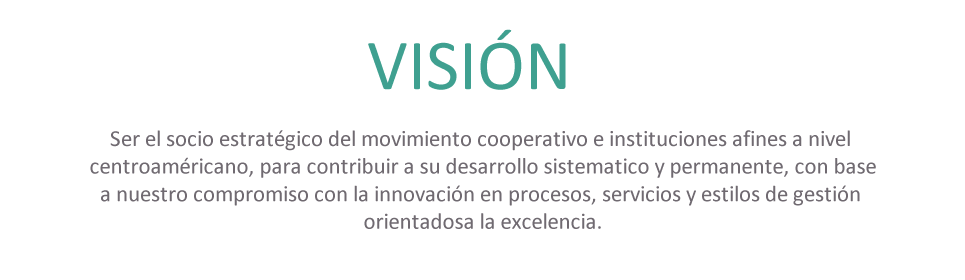 VISIÓN
Ser el socio estratégico del movimiento cooperativo e instituciones afines a nivel
centroaméricano, para contribuir a su desarrollo sistematico y permanente, con base
a nuestro compromiso con la innovación en procesos, servicios y estilos de gestión
orientadosa la excelencia.